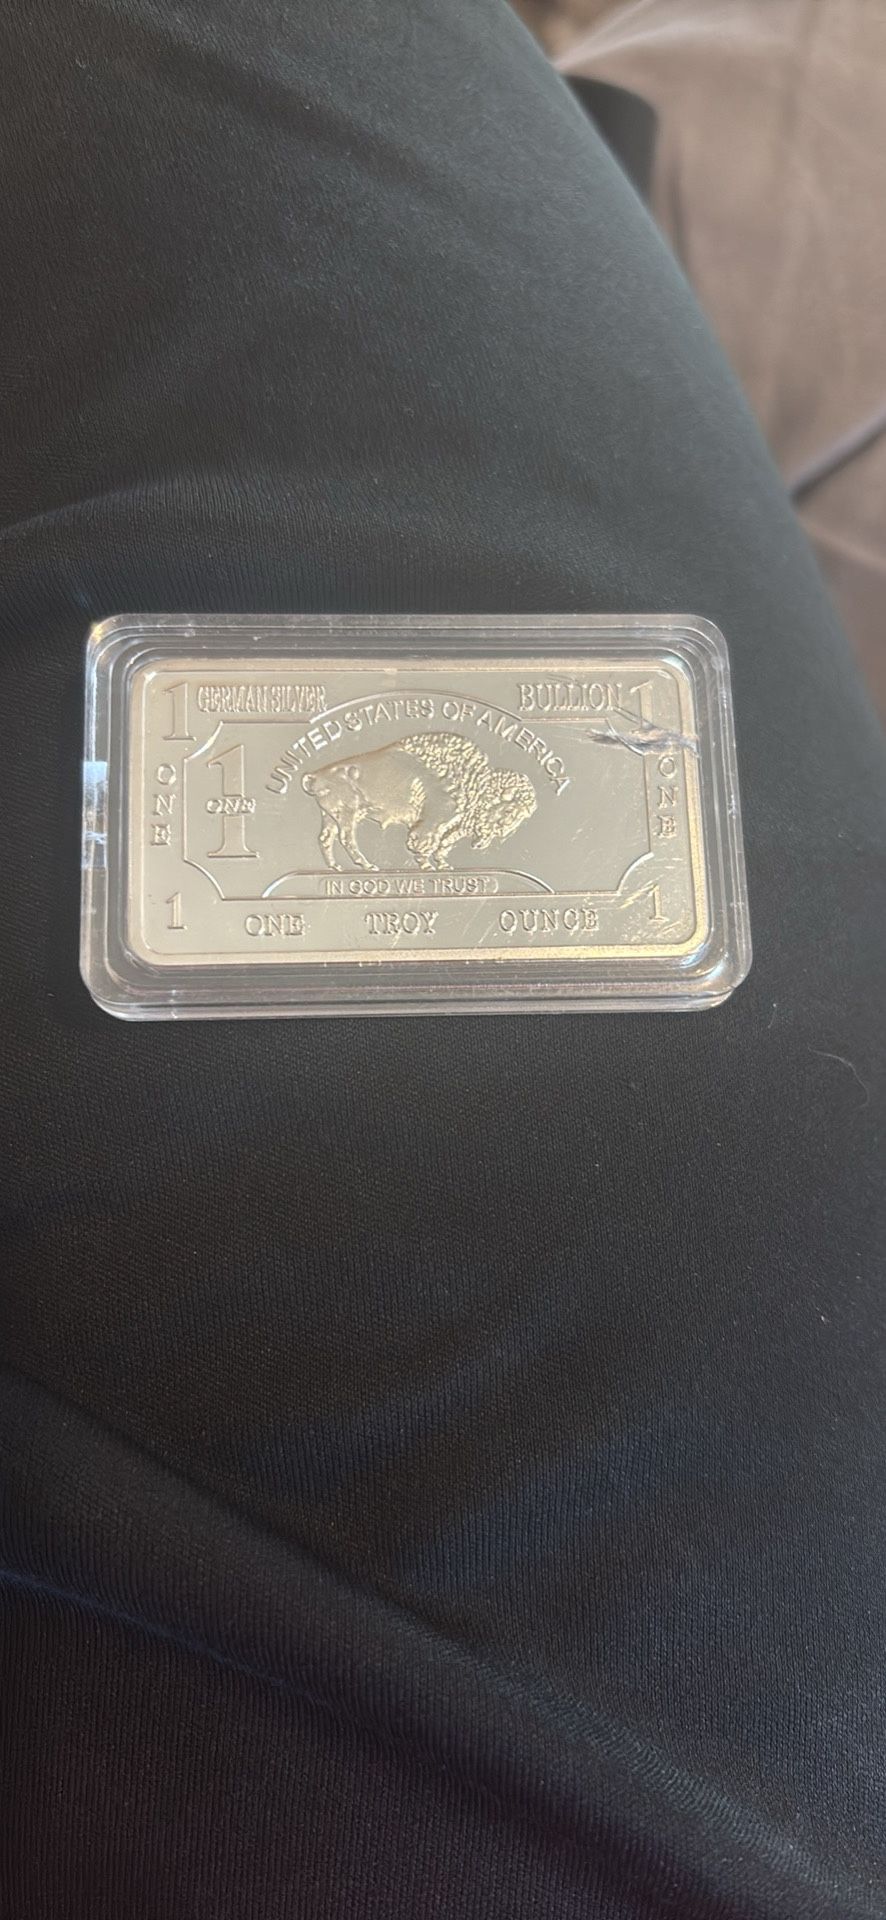 1 GERMAN SILVER BULLION 1
UNITED STATES OF AMERICA
ONE
1
ONE
ONE
IN GOD WE TRUST
1 ONE TROY OUNCE 1